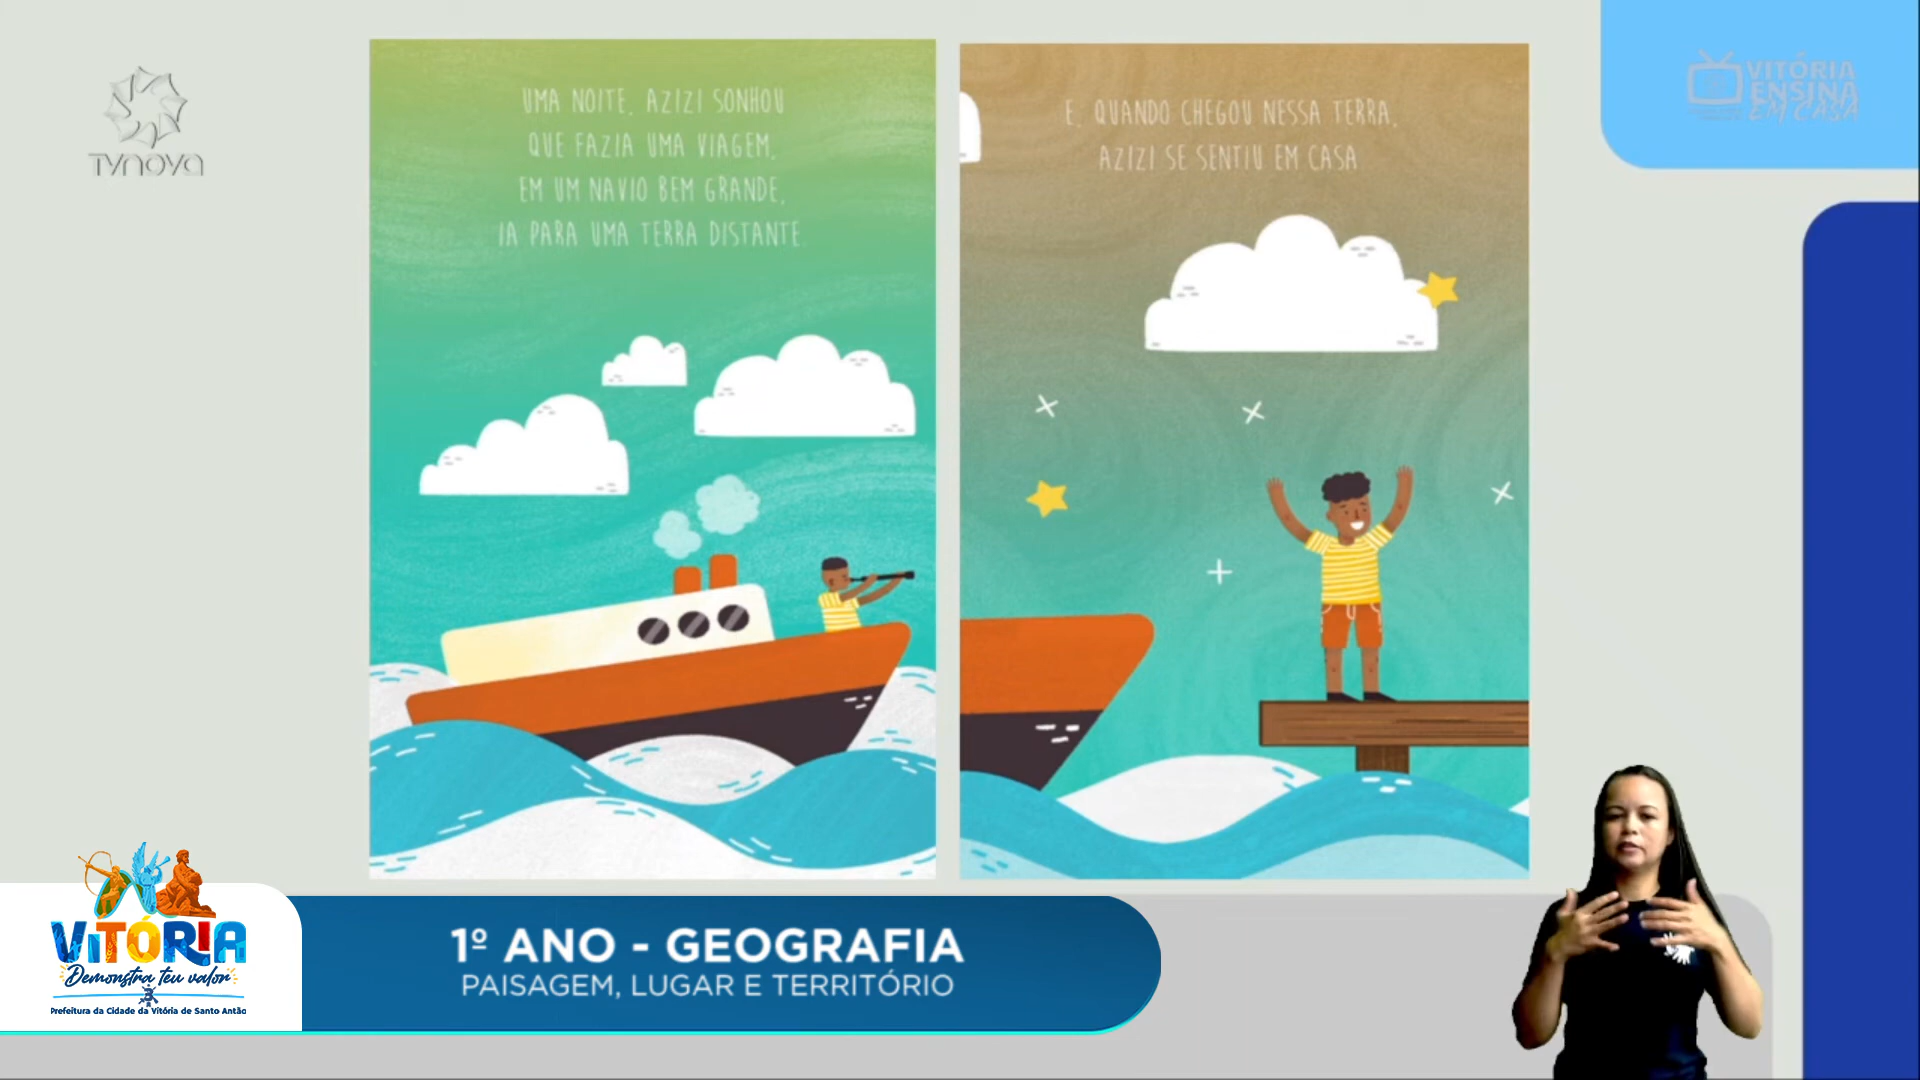 TVNOVA
UMA NOITE, AZIZI SONHOU
QUE FAZIA UMA VIAGEM,
EM UM NAVIO BEM GRANDE,
IA PARA UMA TERRA DISTANTE.
E, QUANDO CHEGOU NESSA TERRA,
AZIZI SE SENTIU EM CASA
VITÓRIA
ENSINA
EM CASA
VITÓRIA
Demonstra teu valor
Prefeitura da Cidade da Vitória de Santo Antão
1º ANO - GEOGRAFIA
PAISAGEM, LUGAR E TERRITÓRIO